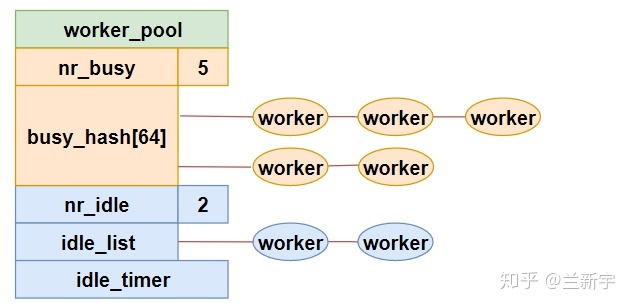 worker_pool
nr_busy 5
busy_hash[64] worker worker worker
worker worker
nr_idle 2
idle_list worker worker
idle_timer
知乎 @兰新宇